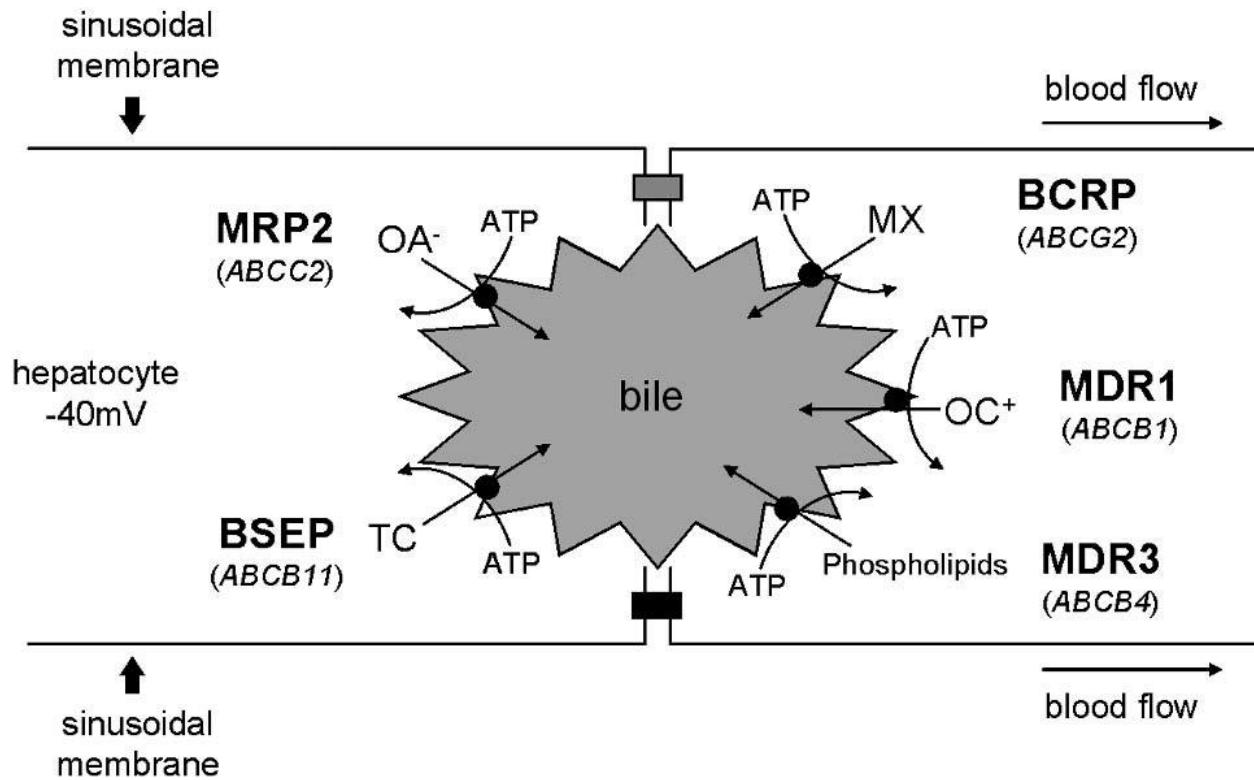 sinusoidal
membrane
blood flow
MRP2
(ABCC2)
OA-
ATP
ATP
MX
BCRP
(ABCG2)
hepatocyte
-40mV
bile
ATP
OC+
MDR1
(ABCB1)
BSEP
(ABCB11)
TC
ATP
ATP
Phospholipids
MDR3
(ABCB4)
sinusoidal
membrane
blood flow